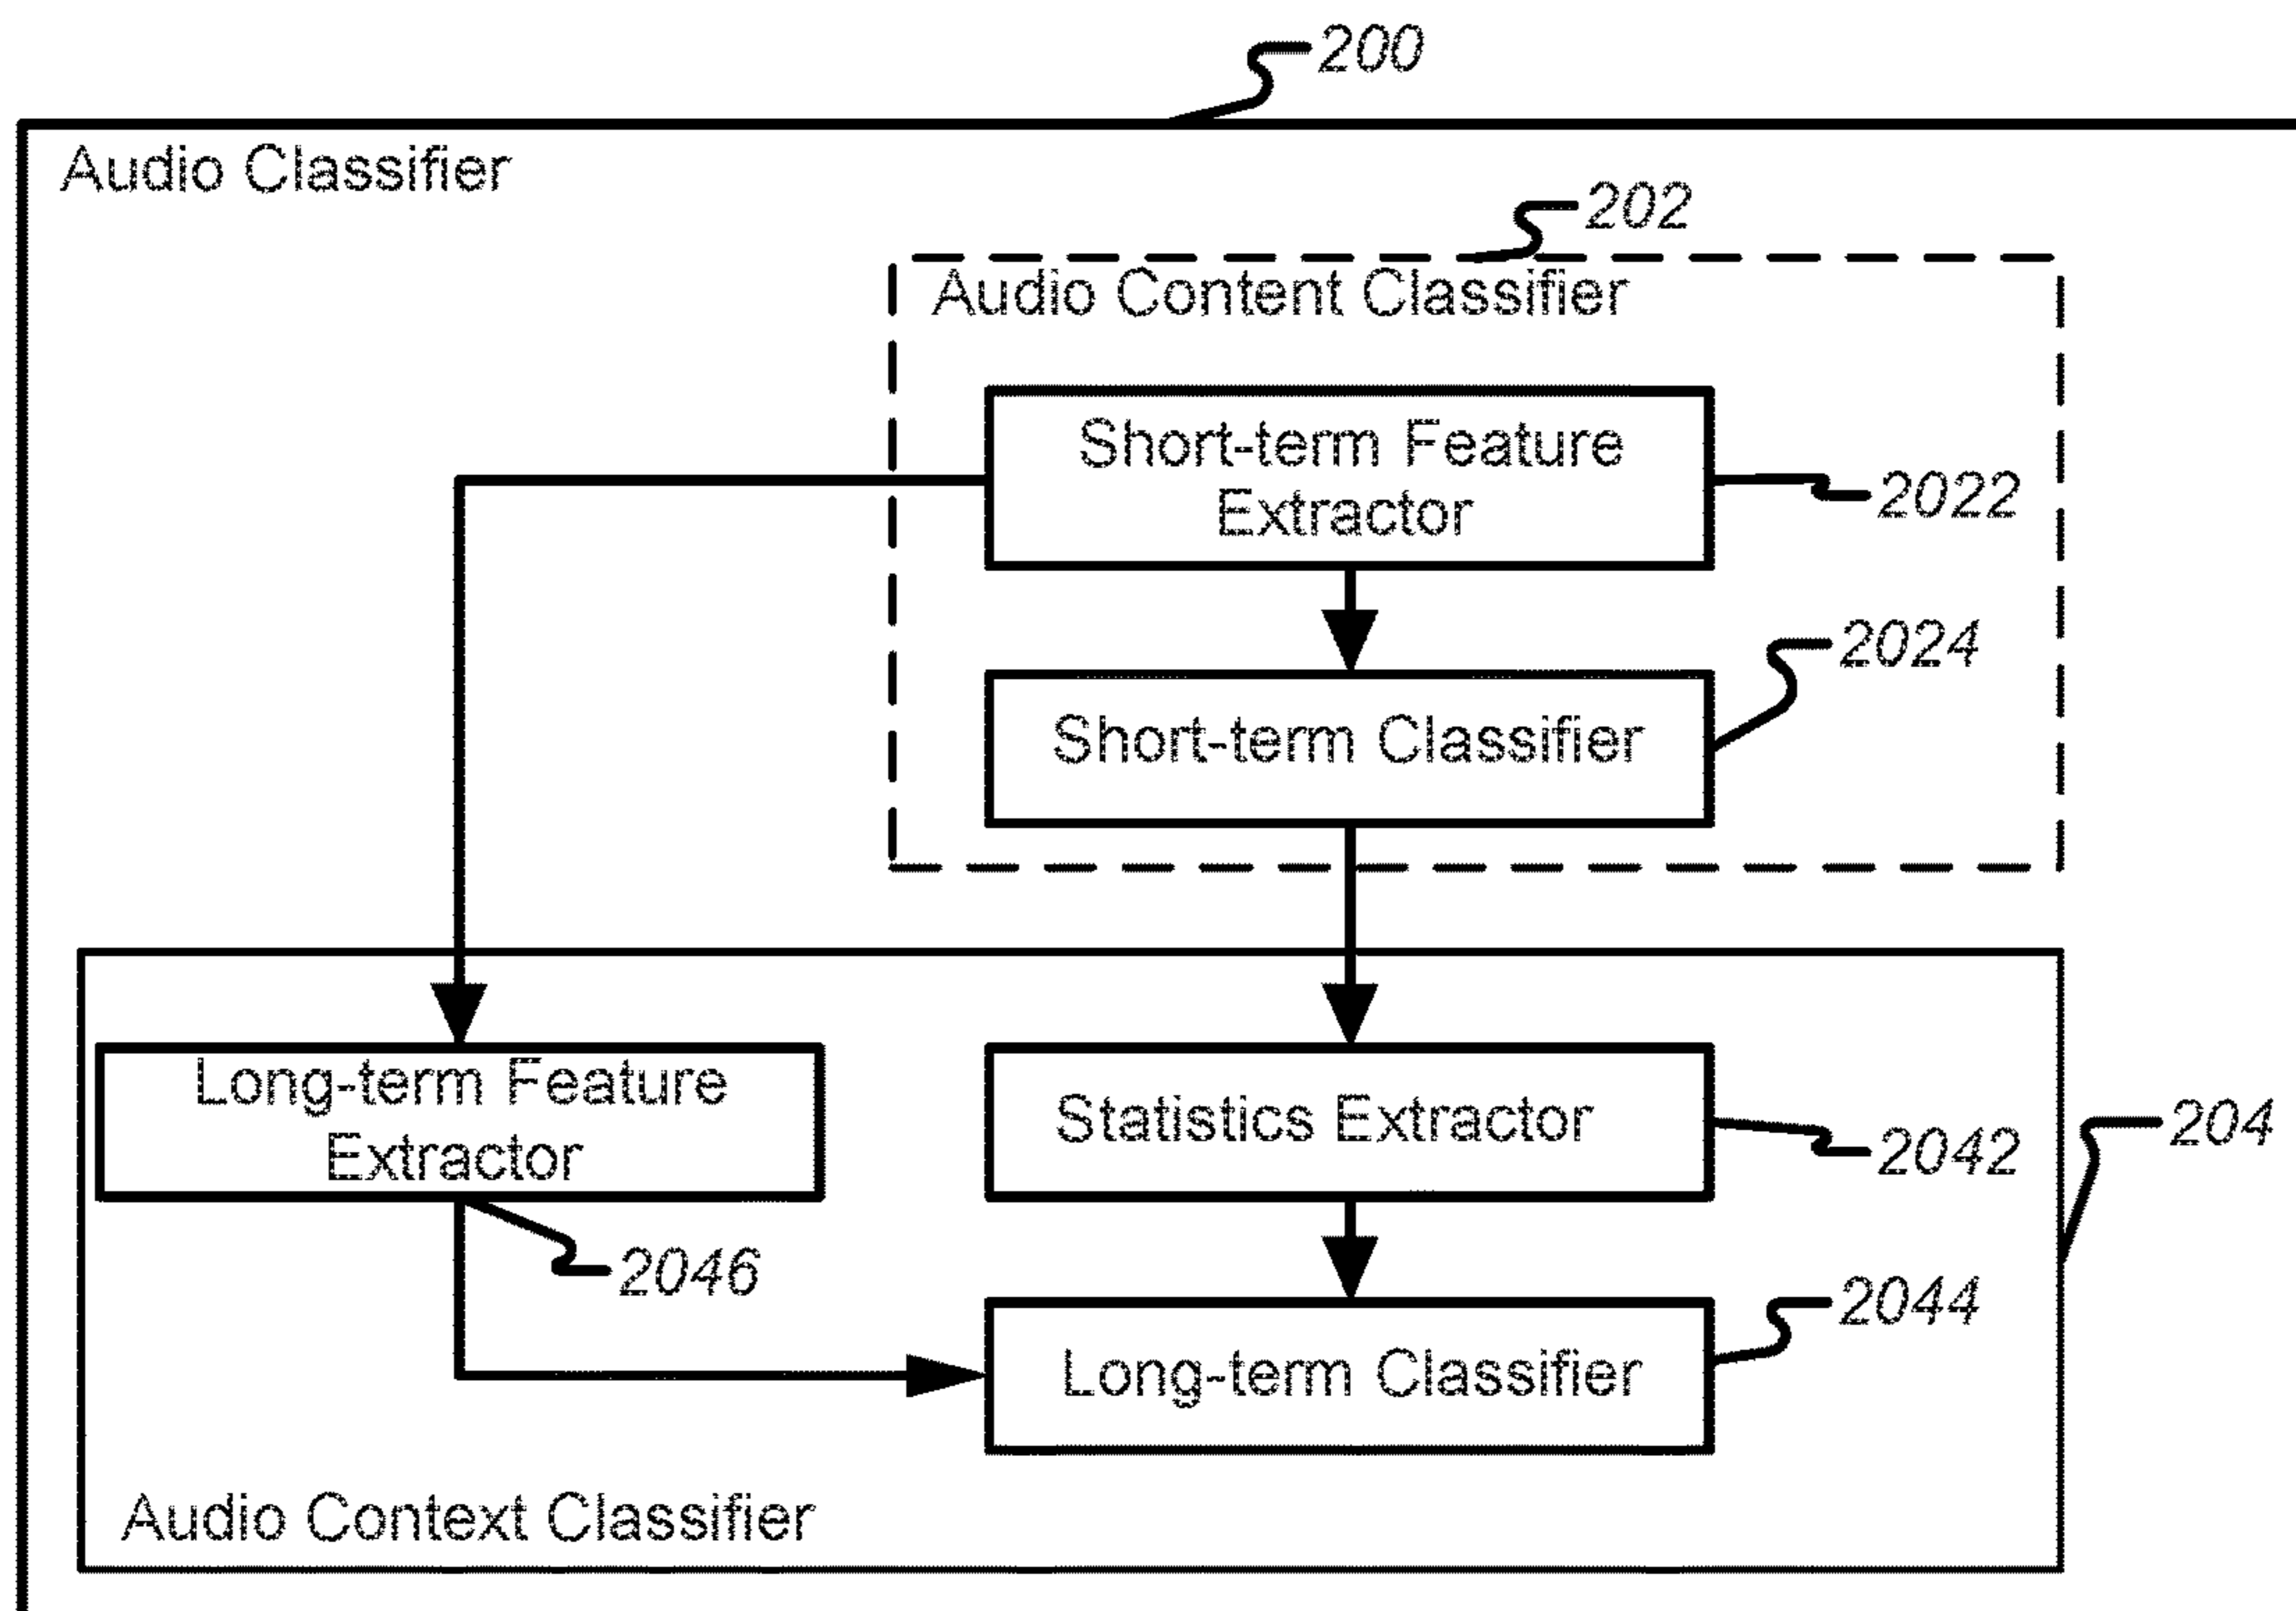 200
Audio Classifier
202
Audio Content Classifier
Short-term Feature
Extractor
2022
2024
Short-term Classifier
Long-term Feature
Extractor
Statistics Extractor
2042
204
2046
2044
Long-term Classifier
Audio Context Classifier